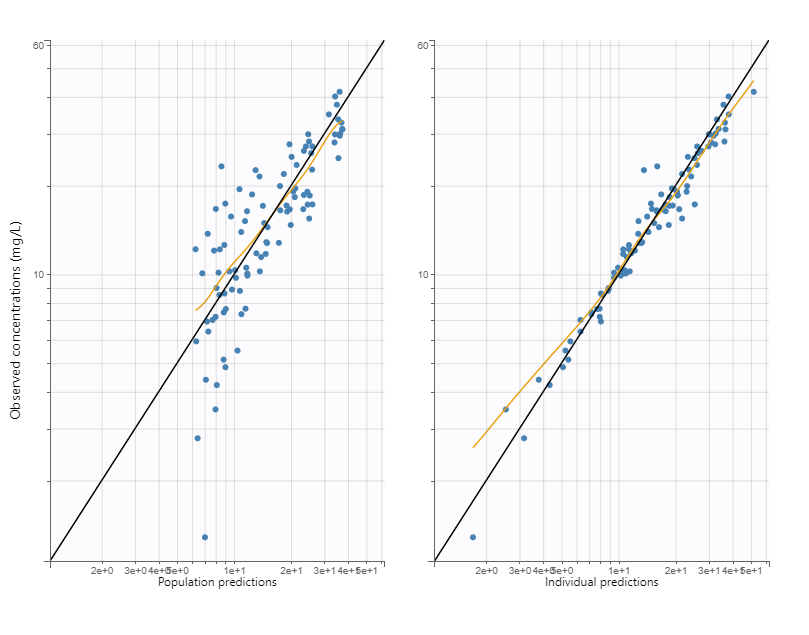 Observed concentrations (mg/L)
60
10
2e+0
3e+0
4e+0
5e+0
1e+1
2e+1
3e+1
4e+1
5e+1
Population predictions
60
10
2e+0
3e+0
4e+0
5e+0
1e+1
2e+1
3e+1
4e+1
5e+1
Individual predictions